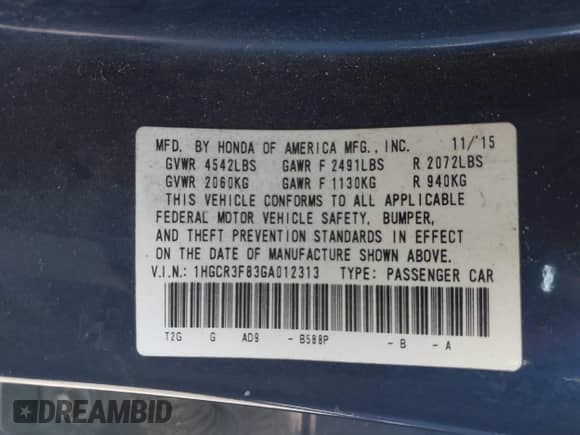 MFD. BY HONDA OF AMERICA MFG., INC. 11/'15
GVWR 4542LBS GAWR F 2491LBS R 2072LBS
GVWR 2060KG GAWR F 1130KG R 940KG
THIS VEHICLE CONFORMS TO ALL APPLICABLE
FEDERAL MOTOR VEHICLE SAFETY, BUMPER,
AND THEFT PREVENTION STANDARDS IN EFFECT
ON THE DATE OF MANUFACTURE SHOWN ABOVE.
V.I.N.: 1HGCR3F83GA012313 TYPE: PASSENGER CAR
T2G G AD9 - B588P - B - A
DREAMBID